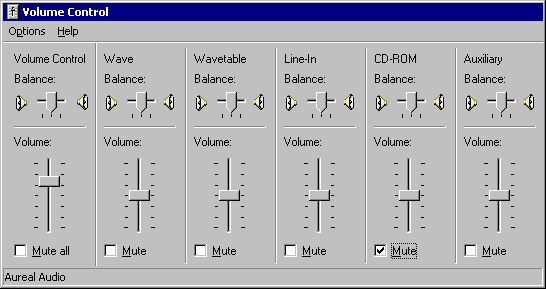 Volume Control
Options Help
Volume Control Wave Wavetable Line-In CD-ROM Auxiliary
Balance: Balance: Balance: Balance: Balance: Balance:
Volume: Volume: Volume: Volume: Volume: Volume:
Mute all Mute Mute Mute Mute Mute
Aureal Audio